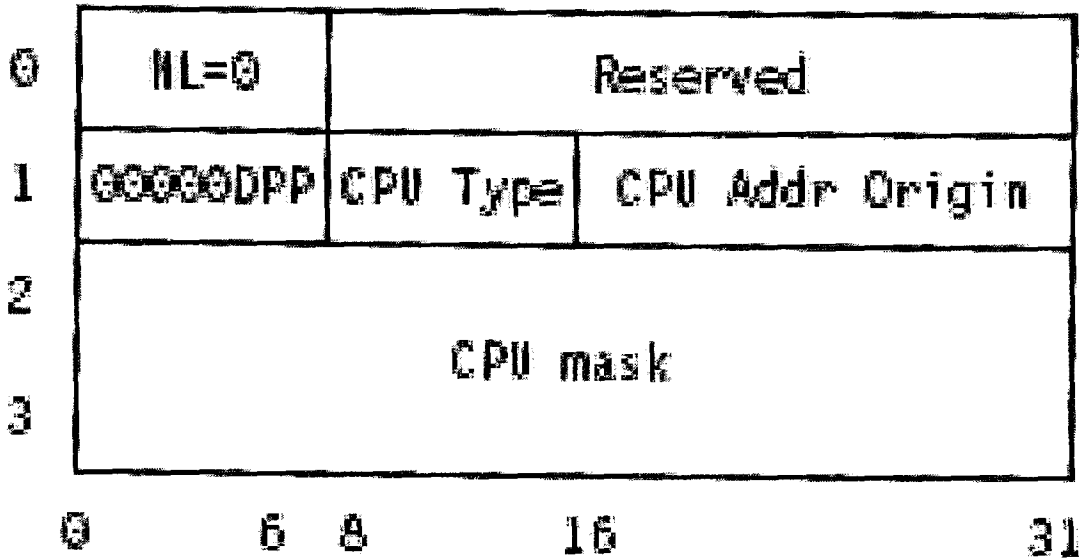 0 NL=0 Reserved
1 00000DPP CPU Type CPU Addr Origin
2
CPU mask
3
0 6 8 16 31